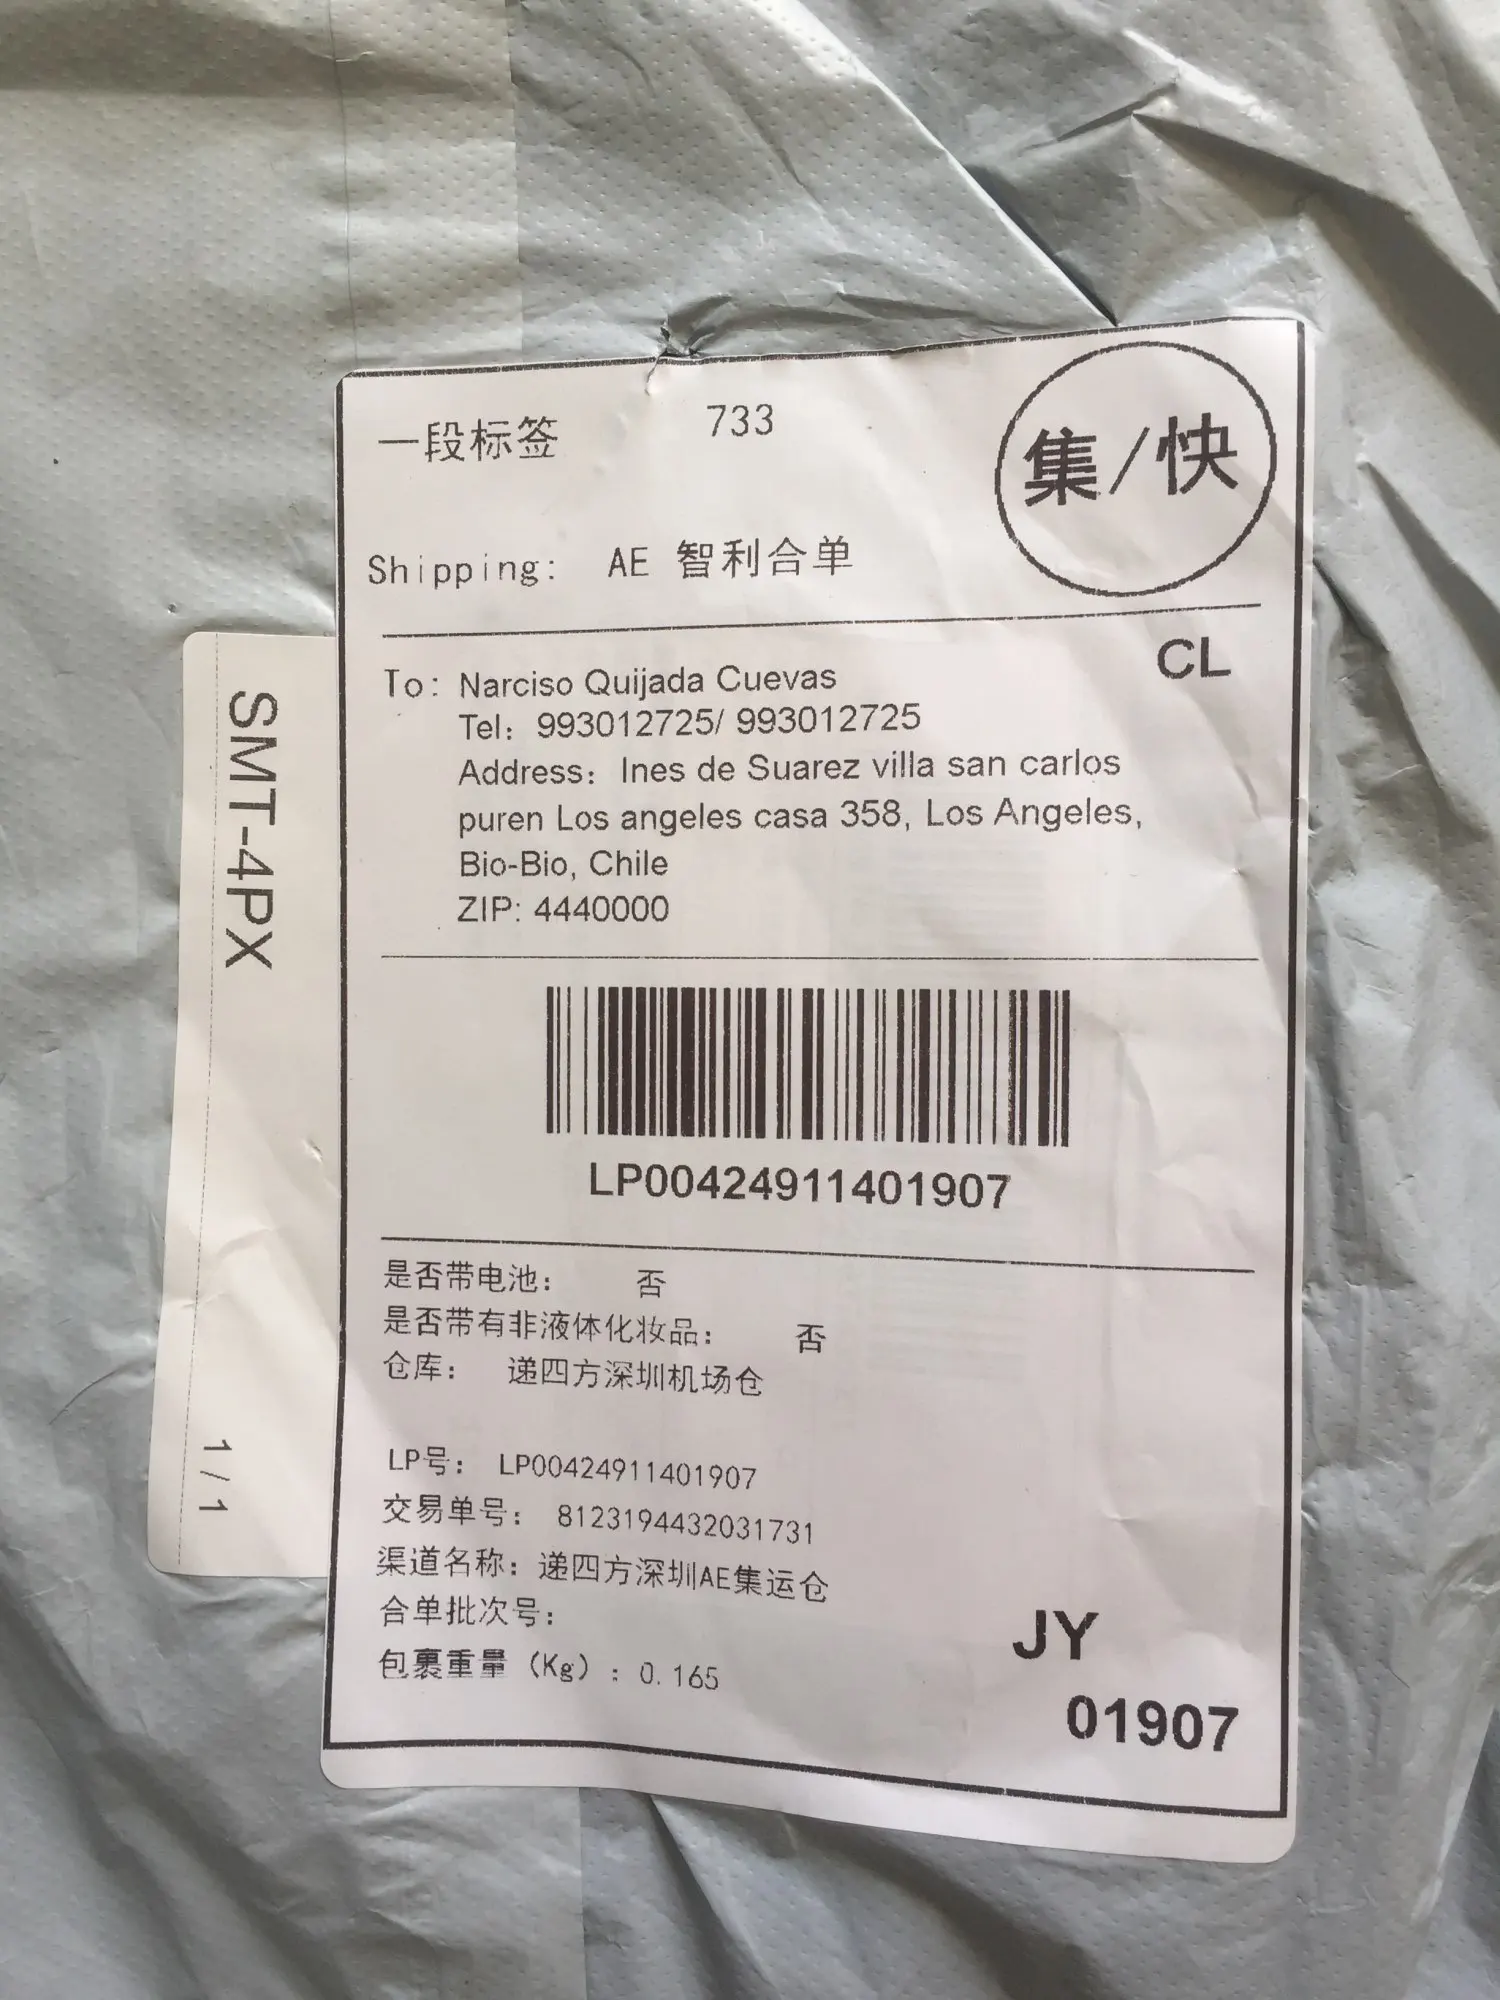 一段标签 733
集/快
Shipping: AE 智利合单
CL
To: Narciso Quijada Cuevas
Tel：993012725/ 993012725
Address：Ines de Suarez villa san carlos
puren Los angeles casa 358, Los Angeles,
Bio-Bio, Chile
ZIP: 4440000
LP00424911401907
是否带电池： 否
是否带有非液体化妆品： 否
仓库： 递四方深圳机场仓
LP号： LP00424911401907
交易单号： 8123194432031731
渠道名称：递四方深圳AE集运仓
合单批次号：
包裹重量（Kg）：0.165
JY
01907
SMT-4PX
1/1